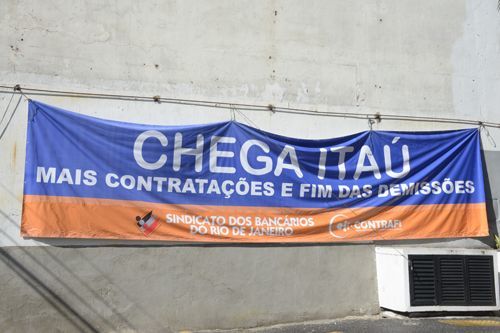 CHEGA ITAÚ
MAIS CONTRATAÇÕES E FIM DAS DEMISSÕES
SINDICATO DOS BANCÁRIOS
DO RIO DE JANEIRO
CONTRAF